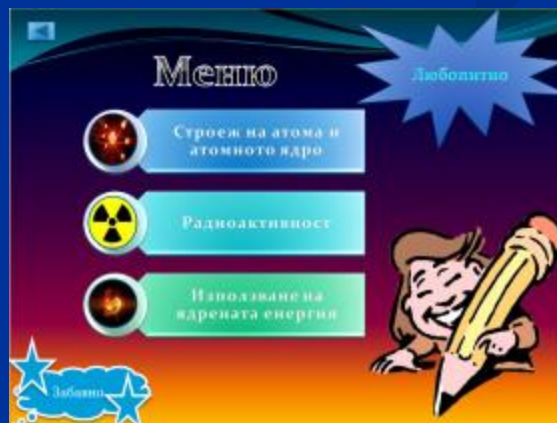 Меню
Любопитно
Строеж на атома и
атомното ядро
Радиоактивност
Използване на
ядрената енергия
Забавно